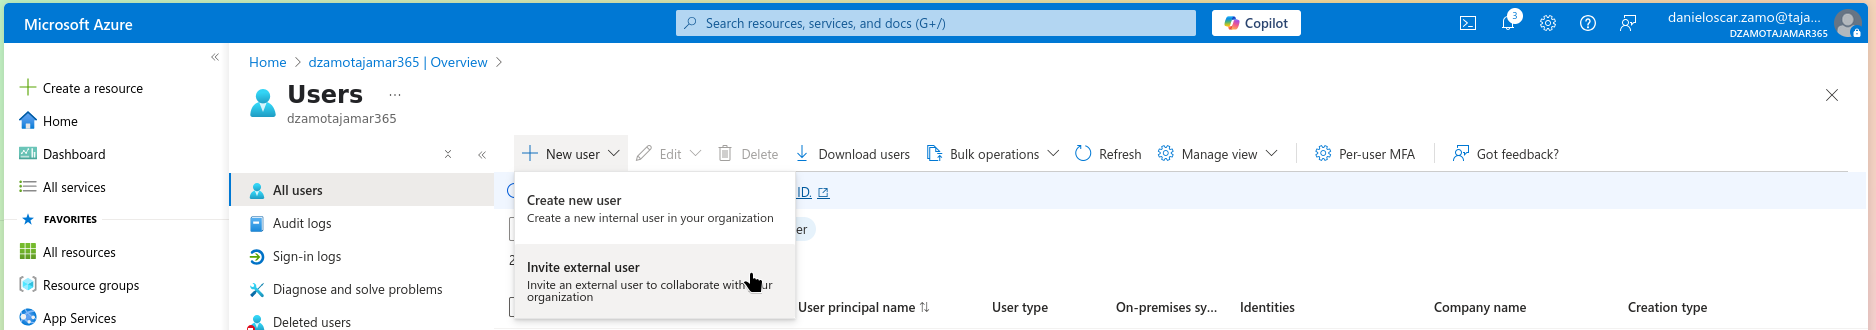 Microsoft Azure
Search resources, services, and docs (G+/)
Copilot
3
danieloscar.zamo@taja...
DZAMOTAJAMAR365
Create a resource
Home
Dashboard
All services
FAVORITES
All resources
Resource groups
App Services
Home > dzamotajamar365 | Overview >
Users ...
dzamotajamar365
All users
Audit logs
Sign-in logs
Diagnose and solve problems
Deleted users
New user Edit Delete Download users Bulk operations Refresh Manage view Per-user MFA Got feedback?
Create new user
Create a new internal user in your organization
Invite external user
Invite an external user to collaborate with
organization
ID.
2
User principal name User type On-premises sy... Identities Company name Creation type